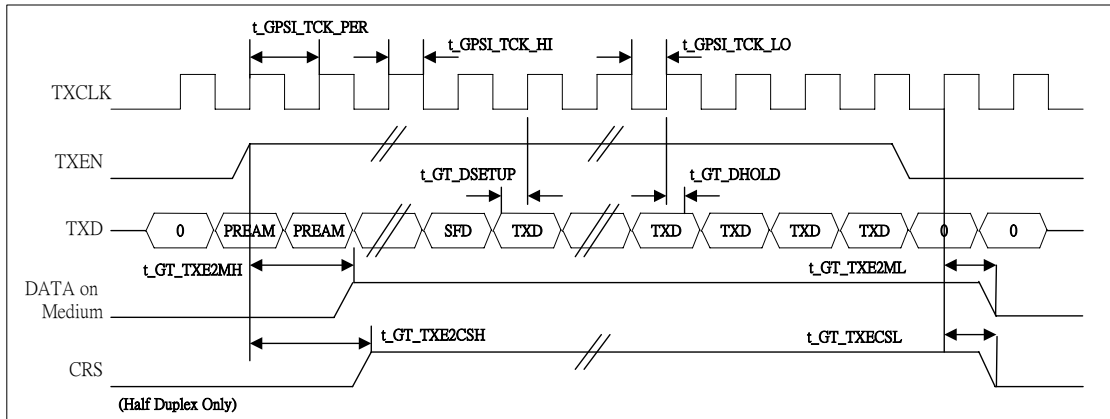 t_GPSI_TCK_PER
t_GPSI_TCK_HI
t_GPSI_TCK_LO
TXCLK
TXEN
t_GT_DSETUP
t_GT_DHOLD
TXD
0
PREAM
PREAM
SFD
TXD
TXD
TXD
TXD
TXD
0
0
t_GT_TXE2MH
t_GT_TXE2ML
DATA on
Medium
t_GT_TXE2CSH
t_GT_TXECSL
CRS
(Half Duplex Only)